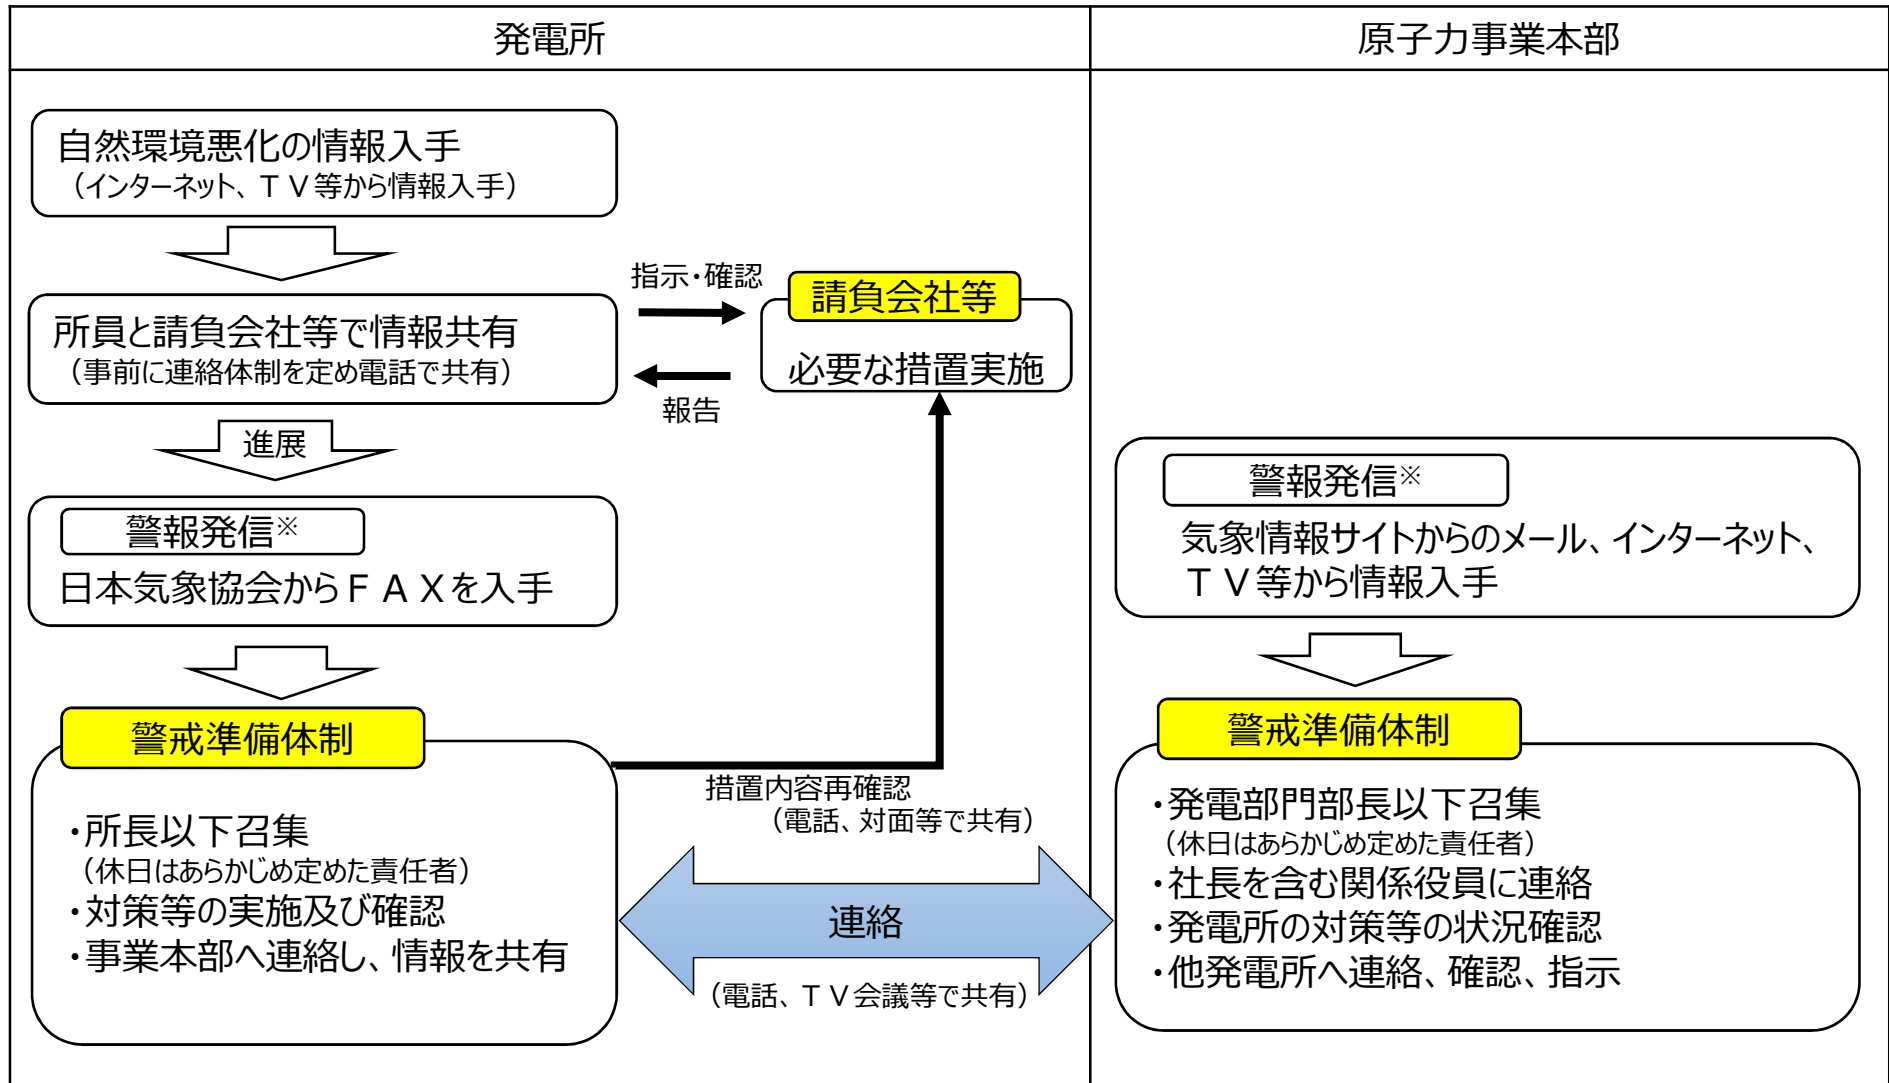 発電所
原子力事業本部
自然環境悪化の情報入手
（インターネット、ＴＶ等から情報入手）
所員と請負会社等で情報共有
（事前に連絡体制を定め電話で共有）
指示・確認
報告
請負会社等
必要な措置実施
進展
警報発信※
日本気象協会からＦＡＸを入手
警戒準備体制
・所長以下召集
（休日はあらかじめ定めた責任者）
・対策等の実施及び確認
・事業本部へ連絡し、情報を共有
措置内容再確認
（電話、対面等で共有）
連絡
（電話、ＴＶ会議等で共有）
警報発信※
気象情報サイトからのメール、インターネット、
ＴＶ等から情報入手
警戒準備体制
・発電部門部長以下召集
（休日はあらかじめ定めた責任者）
・社長を含む関係役員に連絡
・発電所の対策等の状況確認
・他発電所へ連絡、確認、指示